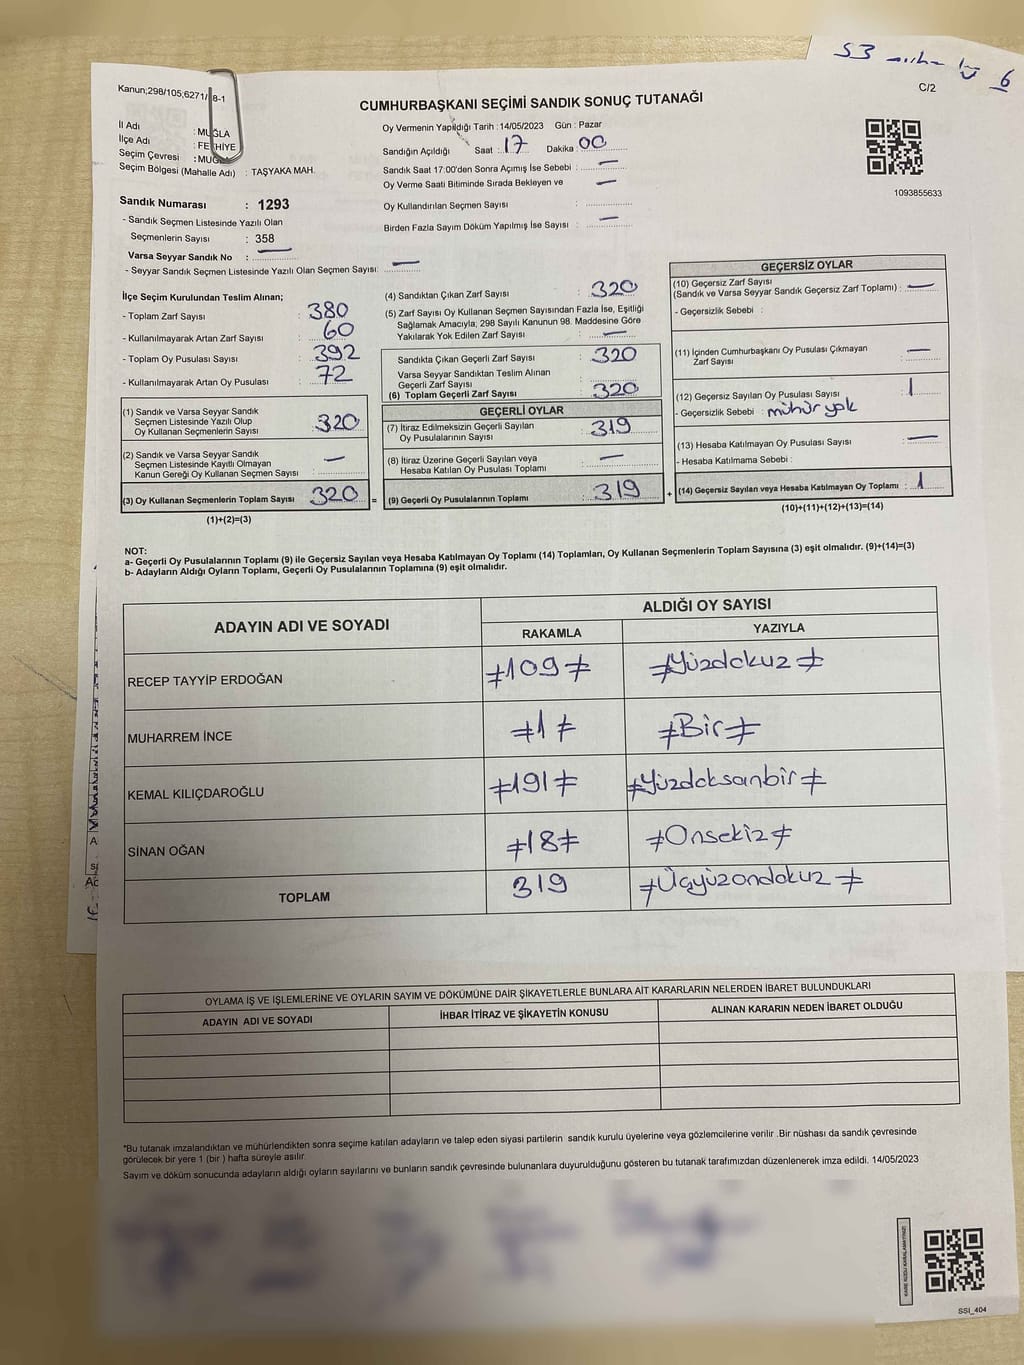 S3
6
C/2
Kanun;298/105;6271/ 8-1
CUMHURBAŞKANI SEÇİMİ SANDIK SONUÇ TUTANAĞI
İl Adı : MUĞLA
İlçe Adı : FETHİYE
Seçim Çevresi : MUĞLA
Seçim Bölgesi (Mahalle Adı) : TAŞYAKA MAH.
Oy Vermenin Yapıldığı Tarih : 14/05/2023 Gün : Pazar
Sandığın Açıldığı Saat : 17 Dakika : 00
Sandık Saat 17:00'den Sonra Açımış İse Sebebi : —
Oy Verme Saati Bitiminde Sırada Bekleyen ve —
Oy Kullandırılan Seçmen Sayısı :
Birden Fazla Sayım Döküm Yapılmış İse Sayısı : —
1093855633
Sandık Numarası : 1293
- Sandık Seçmen Listesinde Yazılı Olan
Seçmenlerin Sayısı : 358
Varsa Seyyar Sandık No : —
- Seyyar Sandık Seçmen Listesinde Yazılı Olan Seçmen Sayısı: —
İlçe Seçim Kurulundan Teslim Alınan;
- Toplam Zarf Sayısı : 380
- Kullanılmayarak Artan Zarf Sayısı : 60
- Toplam Oy Pusulası Sayısı : 392
- Kullanılmayarak Artan Oy Pusulası : 72
(1) Sandık ve Varsa Seyyar Sandık
Seçmen Listesinde Yazılı Olup
Oy Kullanan Seçmenlerin Sayısı : 320
(2) Sandık ve Varsa Seyyar Sandık
Seçmen Listesinde Kayıtlı Olmayan
Kanun Gereği Oy Kullanan Seçmen Sayısı : —
(3) Oy Kullanan Seçmenlerin Toplam Sayısı : 320 =
(1)+(2)=(3)
(4) Sandıktan Çıkan Zarf Sayısı : 320
(5) Zarf Sayısı Oy Kullanan Seçmen Sayısından Fazla İse, Eşitliği
Sağlamak Amacıyla; 298 Sayılı Kanunun 98. Maddesine Göre
Yakılarak Yok Edilen Zarf Sayısı : —
Sandıkta Çıkan Geçerli Zarf Sayısı : 320
Varsa Seyyar Sandıktan Teslim Alınan
Geçerli Zarf Sayısı :
(6) Toplam Geçerli Zarf Sayısı : 320
GEÇERLİ OYLAR
(7) İtiraz Edilmeksizin Geçerli Sayılan
Oy Pusulalarının Sayısı : 319
(8) İtiraz Üzerine Geçerli Sayılan veya
Hesaba Katılan Oy Pusulası Toplamı : —
(9) Geçerli Oy Pusulalarının Toplamı : 319 +
GEÇERSİZ OYLAR
(10) Geçersiz Zarf Sayısı
(Sandık ve Varsa Seyyar Sandık Geçersiz Zarf Toplamı) : —
- Geçersizlik Sebebi :
(11) İçinden Cumhurbaşkanı Oy Pusulası Çıkmayan
Zarf Sayısı : —
(12) Geçersiz Sayılan Oy Pusulası Sayısı : 1
- Geçersizlik Sebebi : mühür yok
(13) Hesaba Katılmayan Oy Pusulası Sayısı : —
- Hesaba Katılmama Sebebi :
(14) Geçersiz Sayılan veya Hesaba Katılmayan Oy Toplamı : 1
(10)+(11)+(12)+(13)=(14)
NOT:
a- Geçerli Oy Pusulalarının Toplamı (9) ile Geçersiz Sayılan veya Hesaba Katılmayan Oy Toplamı (14) Toplamları, Oy Kullanan Seçmenlerin Toplam Sayısına (3) eşit olmalıdır. (9)+(14)=(3)
b- Adayların Aldığı Oyların Toplamı, Geçerli Oy Pusulalarının Toplamına (9) eşit olmalıdır.
ADAYIN ADI VE SOYADI
ALDIĞI OY SAYISI
RAKAMLA YAZIYLA
RECEP TAYYİP ERDOĞAN ≠109≠ ≠Yüzdokuz≠
MUHARREM İNCE ≠1≠ ≠Bir≠
KEMAL KILIÇDAROĞLU ≠191≠ ≠Yüzdoksanbir≠
SİNAN OĞAN ≠18≠ ≠Onsekiz≠
TOPLAM 319 ≠Üçyüzondokuz≠
OYLAMA İŞ VE İŞLEMLERİNE VE OYLARIN SAYIM VE DÖKÜMÜNE DAİR ŞİKAYETLERLE BUNLARA AİT KARARLARIN NELERDEN İBARET BULUNDUKLARI
ADAYIN ADI VE SOYADI İHBAR İTİRAZ VE ŞİKAYETİN KONUSU ALINAN KARARIN NEDEN İBARET OLDUĞU
*Bu tutanak imzalandıktan ve mühürlendikten sonra seçime katılan adayların ve talep eden siyasi partilerin sandık kurulu üyelerine veya gözlemcilerine verilir .Bir nüshası da sandık çevresinde
görülecek bir yere 1 (bir ) hafta süreyle asılır.
Sayım ve döküm sonucunda adayların aldığı oyların sayılarını ve bunların sandık çevresinde bulunanlara duyurulduğunu gösteren bu tutanak tarafımızdan düzenlenerek imza edildi. 14/05/2023
KARE KODU KARALAMAYINIZ!
SSİ_404